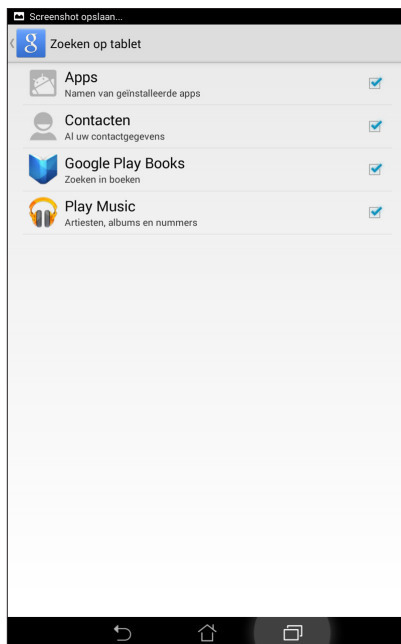 Screenshot opslaan...
Zoeken op tablet
Apps
Namen van geïnstalleerde apps
Contacten
Al uw contactgegevens
Google Play Books
Zoeken in boeken
Play Music
Artiesten, albums en nummers